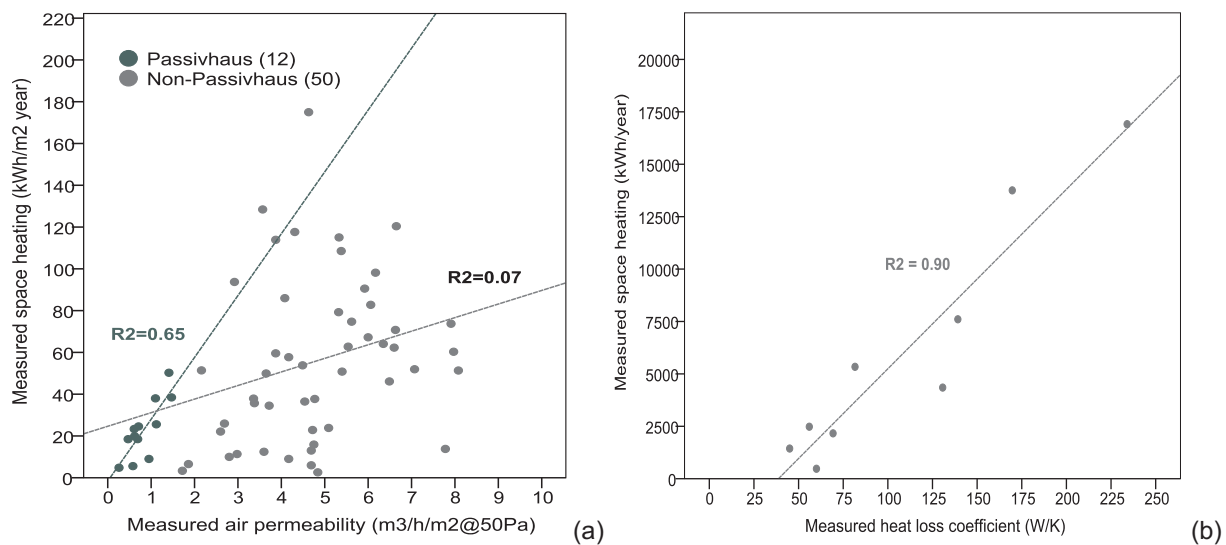 220
200
180
160
140
120
100
80
60
40
20
0
Measured space heating (kWh/m2 year)
Passivhaus (12)
Non-Passivhaus (50)
R2=0.65
R2=0.07
0 1 2 3 4 5 6 7 8 9 10
Measured air permeability (m3/h/m2@50Pa)
(a)
20000
17500
15000
12500
10000
7500
5000
2500
0
Measured space heating (kWh/year)
R2 = 0.90
0 25 50 75 100 125 150 175 200 225 250
Measured heat loss coefficient (W/K)
(b)